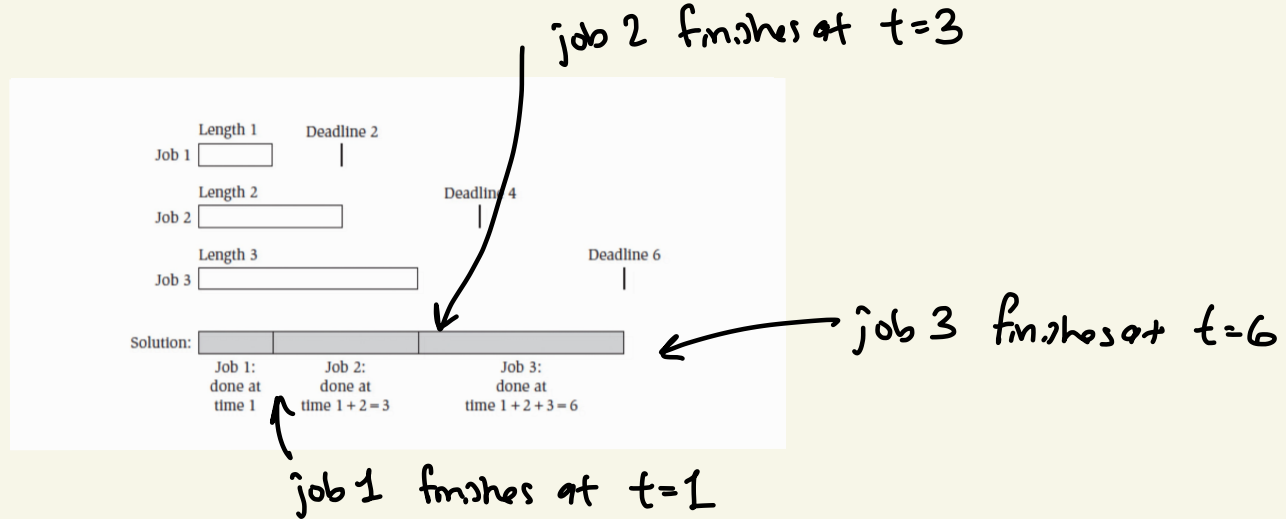 job 2 finishes at t=3
Length 1 Deadline 2
Job 1
Length 2 Deadline 4
Job 2
Length 3 Deadline 6
Job 3
job 3 finishes at t=6
Solution:
Job 1: Job 2: Job 3:
done at done at done at
time 1 time 1 + 2 = 3 time 1 + 2 + 3 = 6
job 1 finishes at t=1